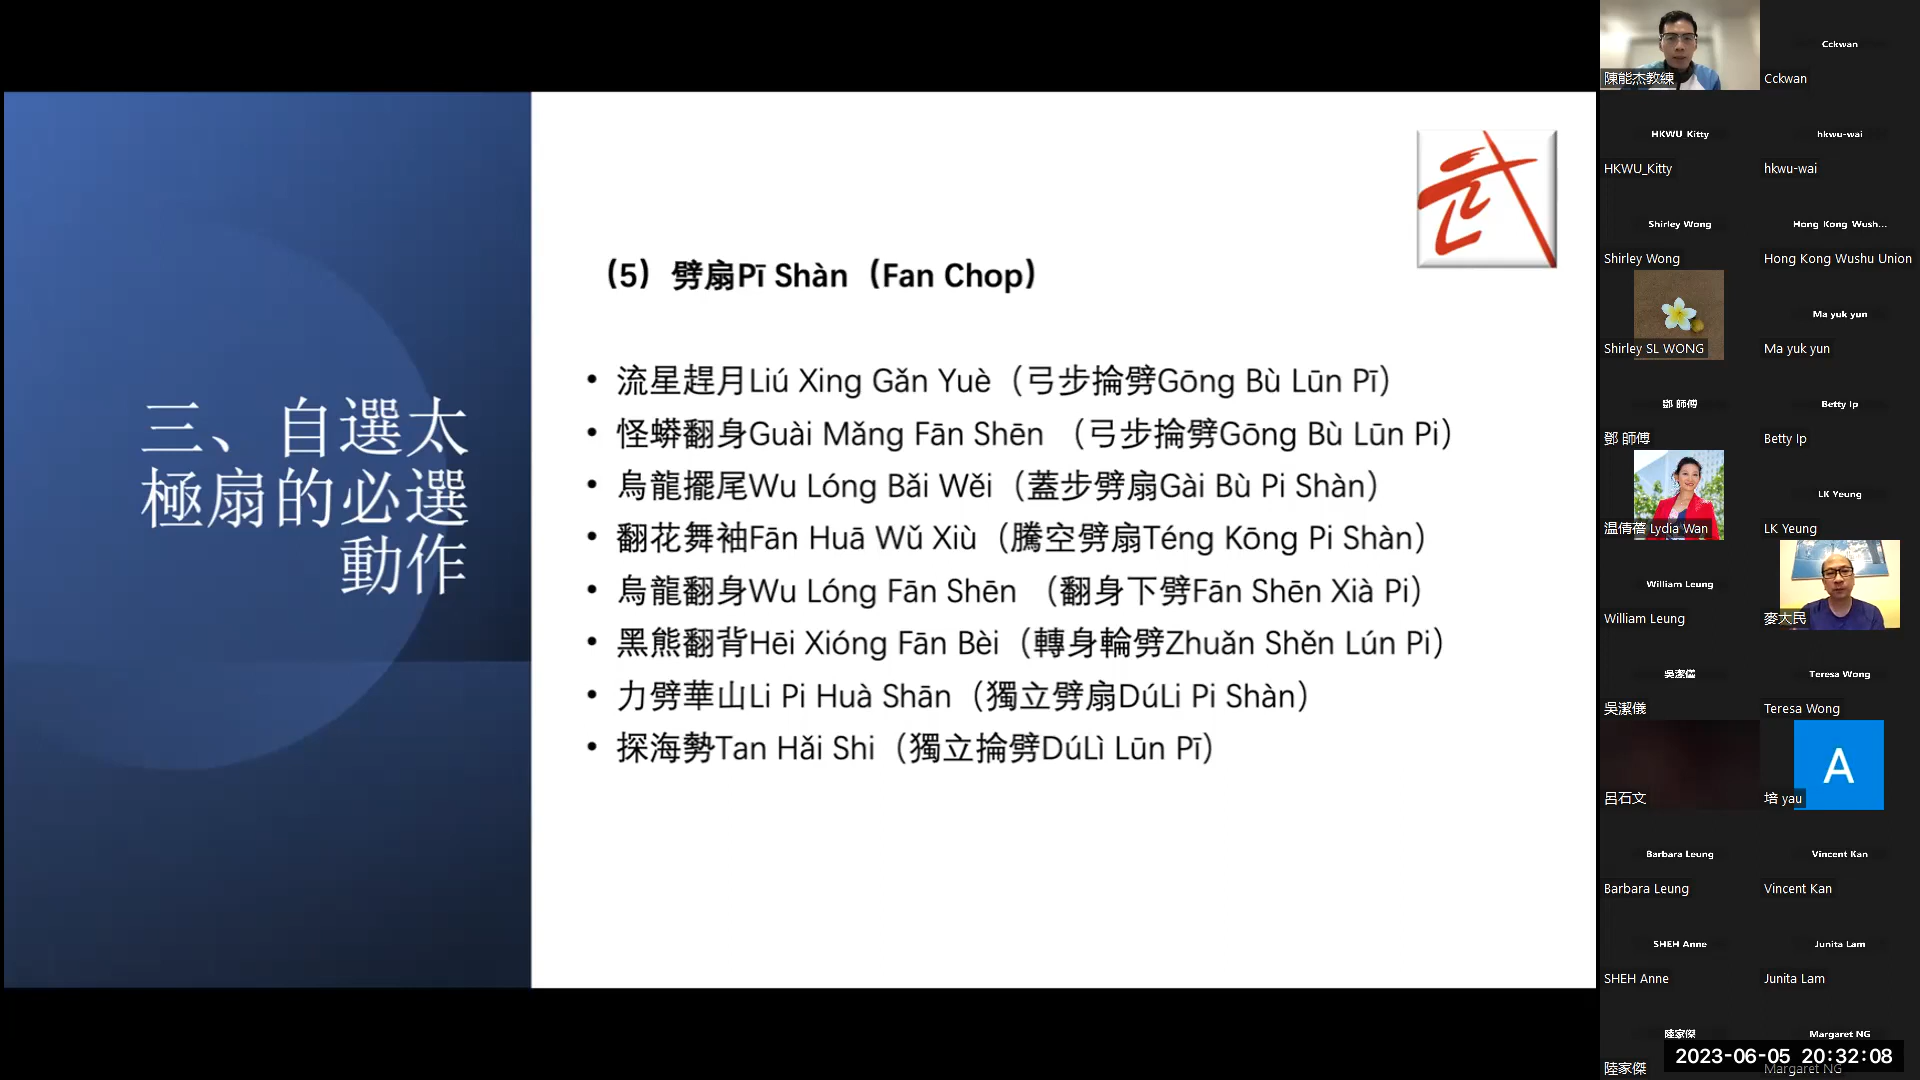 三、自選太
極扇的必選
動作
（5）劈扇Pī Shàn（Fan Chop）
• 流星趕月Liú Xing Gǎn Yuè（弓步掄劈Gōng Bù Lūn Pī）
• 怪蟒翻身Guài Mǎng Fān Shēn （弓步掄劈Gōng Bù Lūn Pi）
• 烏龍擺尾Wu Lóng Bǎi Wěi（蓋步劈扇Gài Bù Pi Shàn）
• 翻花舞袖Fān Huā Wǔ Xiù（騰空劈扇Téng Kōng Pi Shàn）
• 烏龍翻身Wu Lóng Fān Shēn （翻身下劈Fān Shēn Xià Pi）
• 黑熊翻背Hēi Xióng Fān Bèi（轉身輪劈Zhuǎn Shěn Lún Pi）
• 力劈華山Li Pi Huà Shān（獨立劈扇DúLi Pi Shàn）
• 探海勢Tan Hǎi Shi（獨立掄劈DúLì Lūn Pī）
武
陳能杰教練
Cckwan
Cckwan
HKWU_Kitty
HKWU_Kitty
hkwu-wai
hkwu-wai
Shirley Wong
Shirley Wong
Hong Kong Wush...
Hong Kong Wushu Union
Shirley SL WONG
Ma yuk yun
Ma yuk yun
鄧 師傅
鄧 師傅
Betty Ip
Betty Ip
温倩蓓 Lydia Wan
LK Yeung
LK Yeung
William Leung
William Leung
麥大民
吳潔儀
吳潔儀
Teresa Wong
Teresa Wong
呂石文
A
培 yau
Barbara Leung
Barbara Leung
Vincent Kan
Vincent Kan
SHEH Anne
SHEH Anne
Junita Lam
Junita Lam
陸家傑
陸家傑
Margaret NG
Margaret NG
2023-06-05 20:32:08